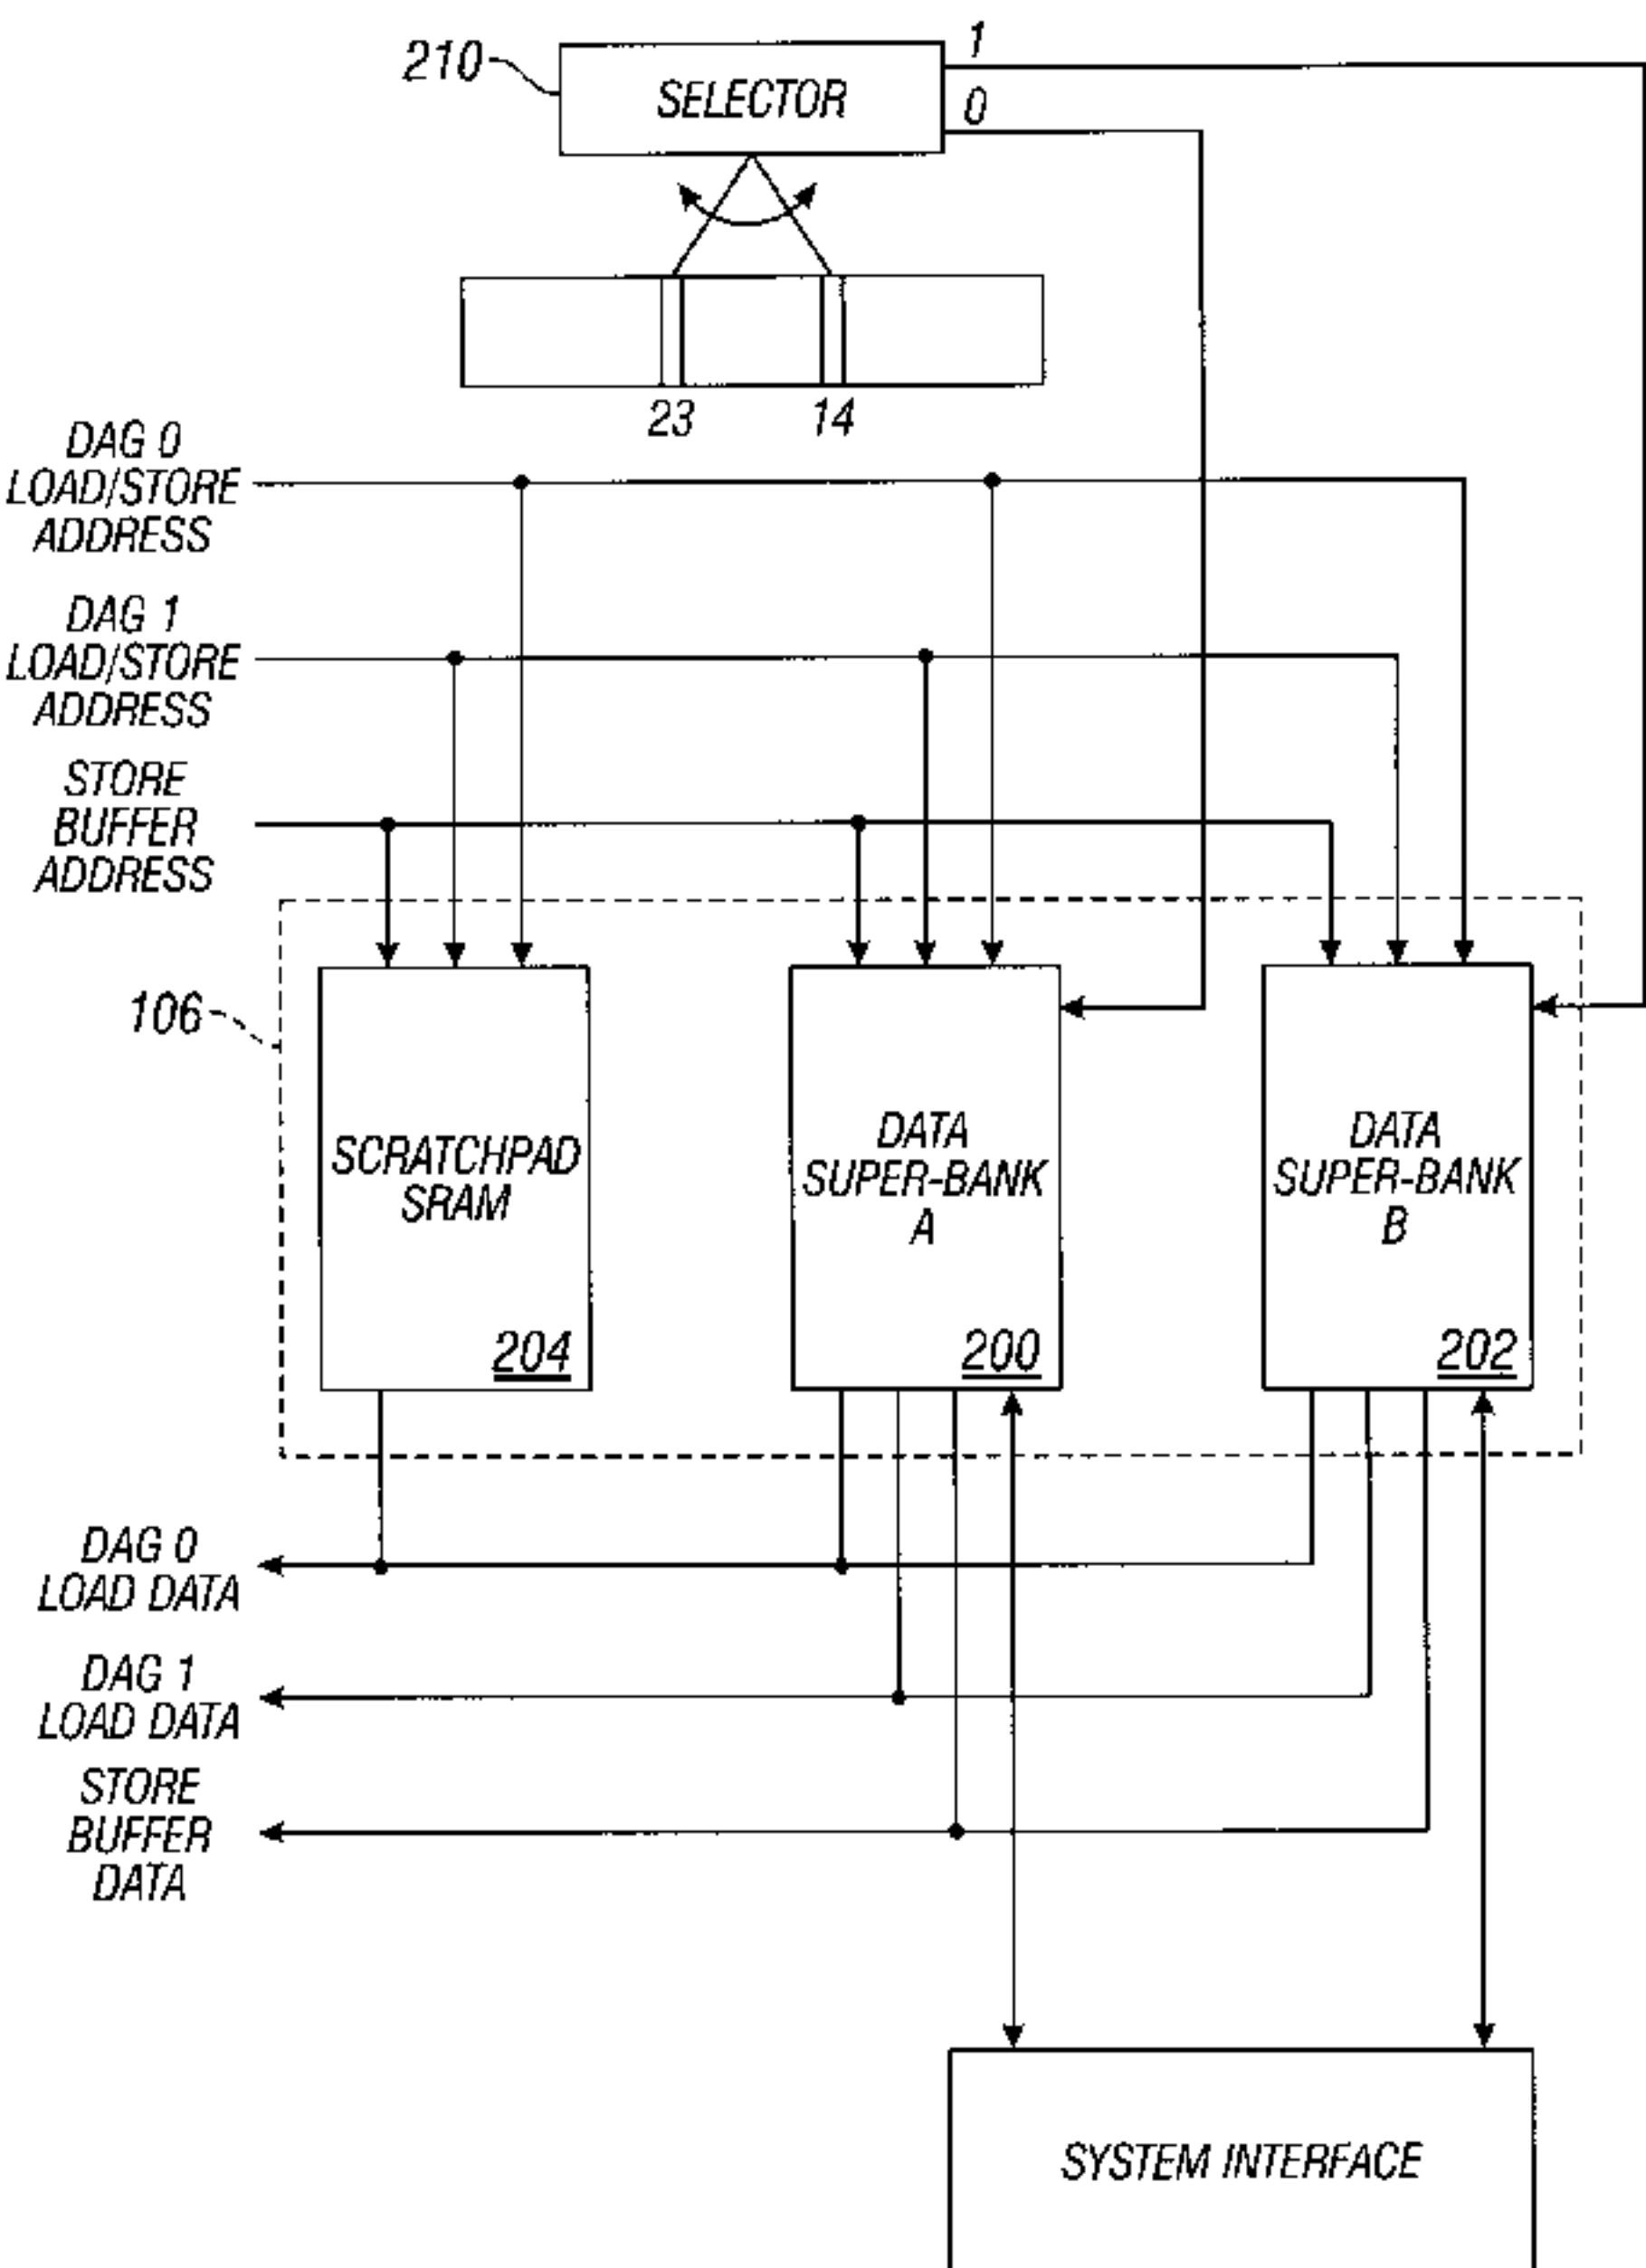 210
SELECTOR
1
0
23
14
DAG 0
LOAD/STORE
ADDRESS
DAG 1
LOAD/STORE
ADDRESS
STORE
BUFFER
ADDRESS
106
SCRATCHPAD
SRAM
204
DATA
SUPER-BANK
A
200
DATA
SUPER-BANK
B
202
DAG 0
LOAD DATA
DAG 1
LOAD DATA
STORE
BUFFER
DATA
SYSTEM INTERFACE